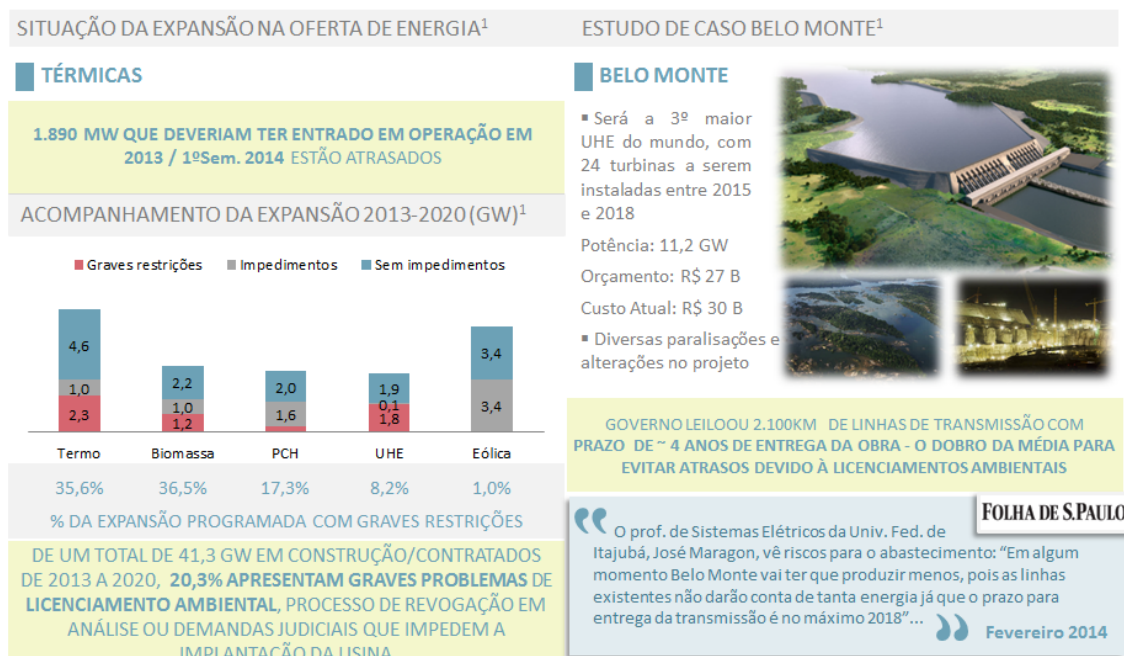 SITUAÇÃO DA EXPANSÃO NA OFERTA DE ENERGIA¹
TÉRMICAS
1.890 MW QUE DEVERIAM TER ENTRADO EM OPERAÇÃO EM
2013 / 1ºSem. 2014 ESTÃO ATRASADOS
ACOMPANHAMENTO DA EXPANSÃO 2013-2020 (GW)¹
Graves restrições Impedimentos Sem impedimentos
4,6
1,0
2,3
2,2
1,0
1,2
2,0
1,6
1,9
0,1
1,8
3,4
3,4
Termo Biomassa PCH UHE Eólica
35,6% 36,5% 17,3% 8,2% 1,0%
% DA EXPANSÃO PROGRAMADA COM GRAVES RESTRIÇÕES
DE UM TOTAL DE 41,3 GW EM CONSTRUÇÃO/CONTRATADOS
DE 2013 A 2020, 20,3% APRESENTAM GRAVES PROBLEMAS DE
LICENCIAMENTO AMBIENTAL, PROCESSO DE REVOGAÇÃO EM
ANÁLISE OU DEMANDAS JUDICIAIS QUE IMPEDEM A
IMPLANTAÇÃO DA USINA
ESTUDO DE CASO BELO MONTE¹
BELO MONTE
▪ Será a 3º maior
UHE do mundo, com
24 turbinas a serem
instaladas entre 2015
e 2018
Potência: 11,2 GW
Orçamento: R$ 27 B
Custo Atual: R$ 30 B
▪ Diversas paralisações e
alterações no projeto
GOVERNO LEILOOU 2.100KM DE LINHAS DE TRANSMISSÃO COM
PRAZO DE ~ 4 ANOS DE ENTREGA DA OBRA - O DOBRO DA MÉDIA PARA
EVITAR ATRASOS DEVIDO À LICENCIAMENTOS AMBIENTAIS
FOLHA DE S.PAULO
“ O prof. de Sistemas Elétricos da Univ. Fed. de
Itajubá, José Maragon, vê riscos para o abastecimento: “Em algum
momento Belo Monte vai ter que produzir menos, pois as linhas
existentes não darão conta de tanta energia já que o prazo para
entrega da transmissão é no máximo 2018”... ”
Fevereiro 2014